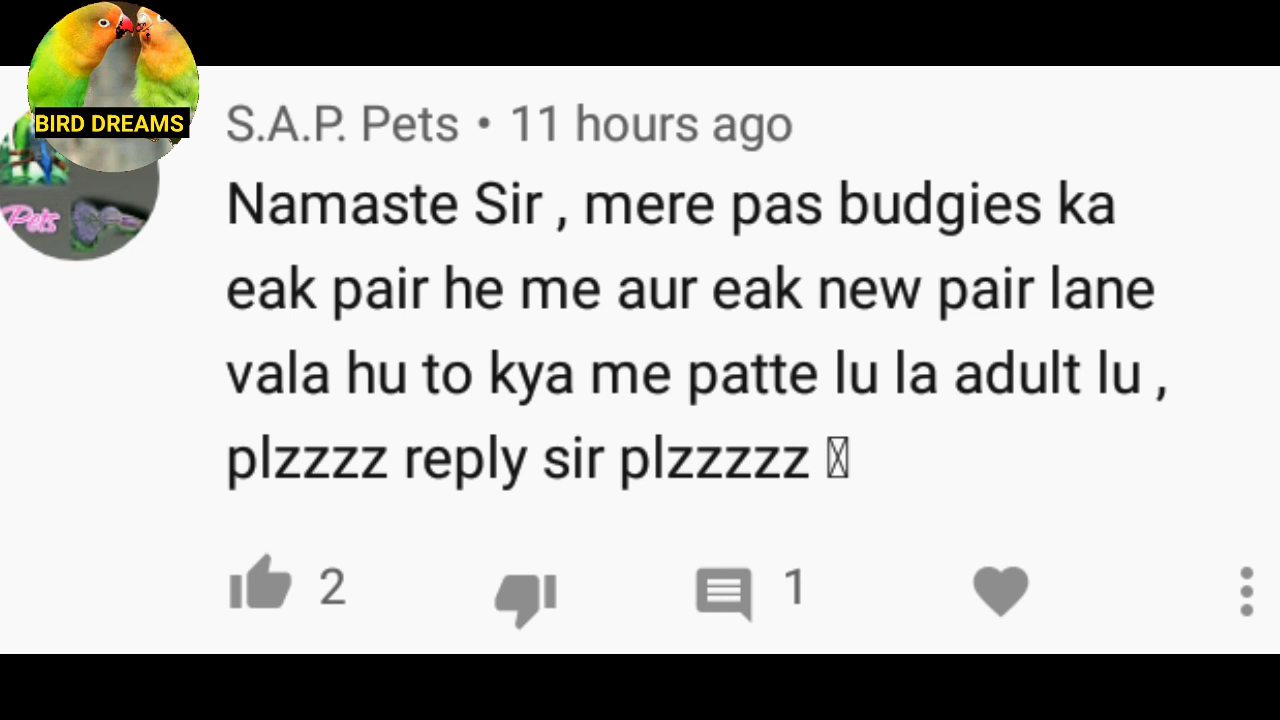 BIRD DREAMS
Pets
S.A.P. Pets • 11 hours ago
Namaste Sir , mere pas budgies ka
eak pair he me aur eak new pair lane
vala hu to kya me patte lu la adult lu ,
plzzzz reply sir plzzzzz
2
1